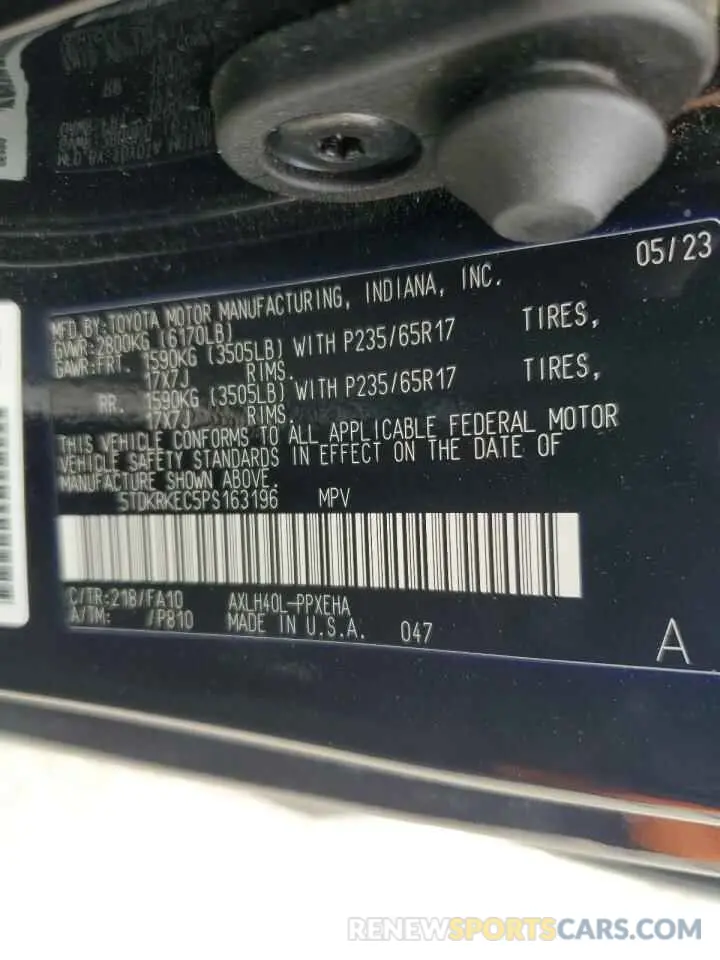 05/23
MFD.BY:TOYOTA MOTOR MANUFACTURING, INDIANA, INC.
GVWR:2800KG (6170LB)
GAWR:FRT. 1590KG (3505LB) WITH P235/65R17 TIRES,
17X7J RIMS.
RR. 1590KG (3505LB) WITH P235/65R17 TIRES,
17X7J RIMS.
THIS VEHICLE CONFORMS TO ALL APPLICABLE FEDERAL MOTOR
VEHICLE SAFETY STANDARDS IN EFFECT ON THE DATE OF
MANUFACTURE SHOWN ABOVE.
5TDKRKEC5PS163196 MPV
C/TR:218/FA10 AXLH40L-PPXEHA
A/TM: /P810 MADE IN U.S.A. 047
A
RENEWSPORTSCARS.COM